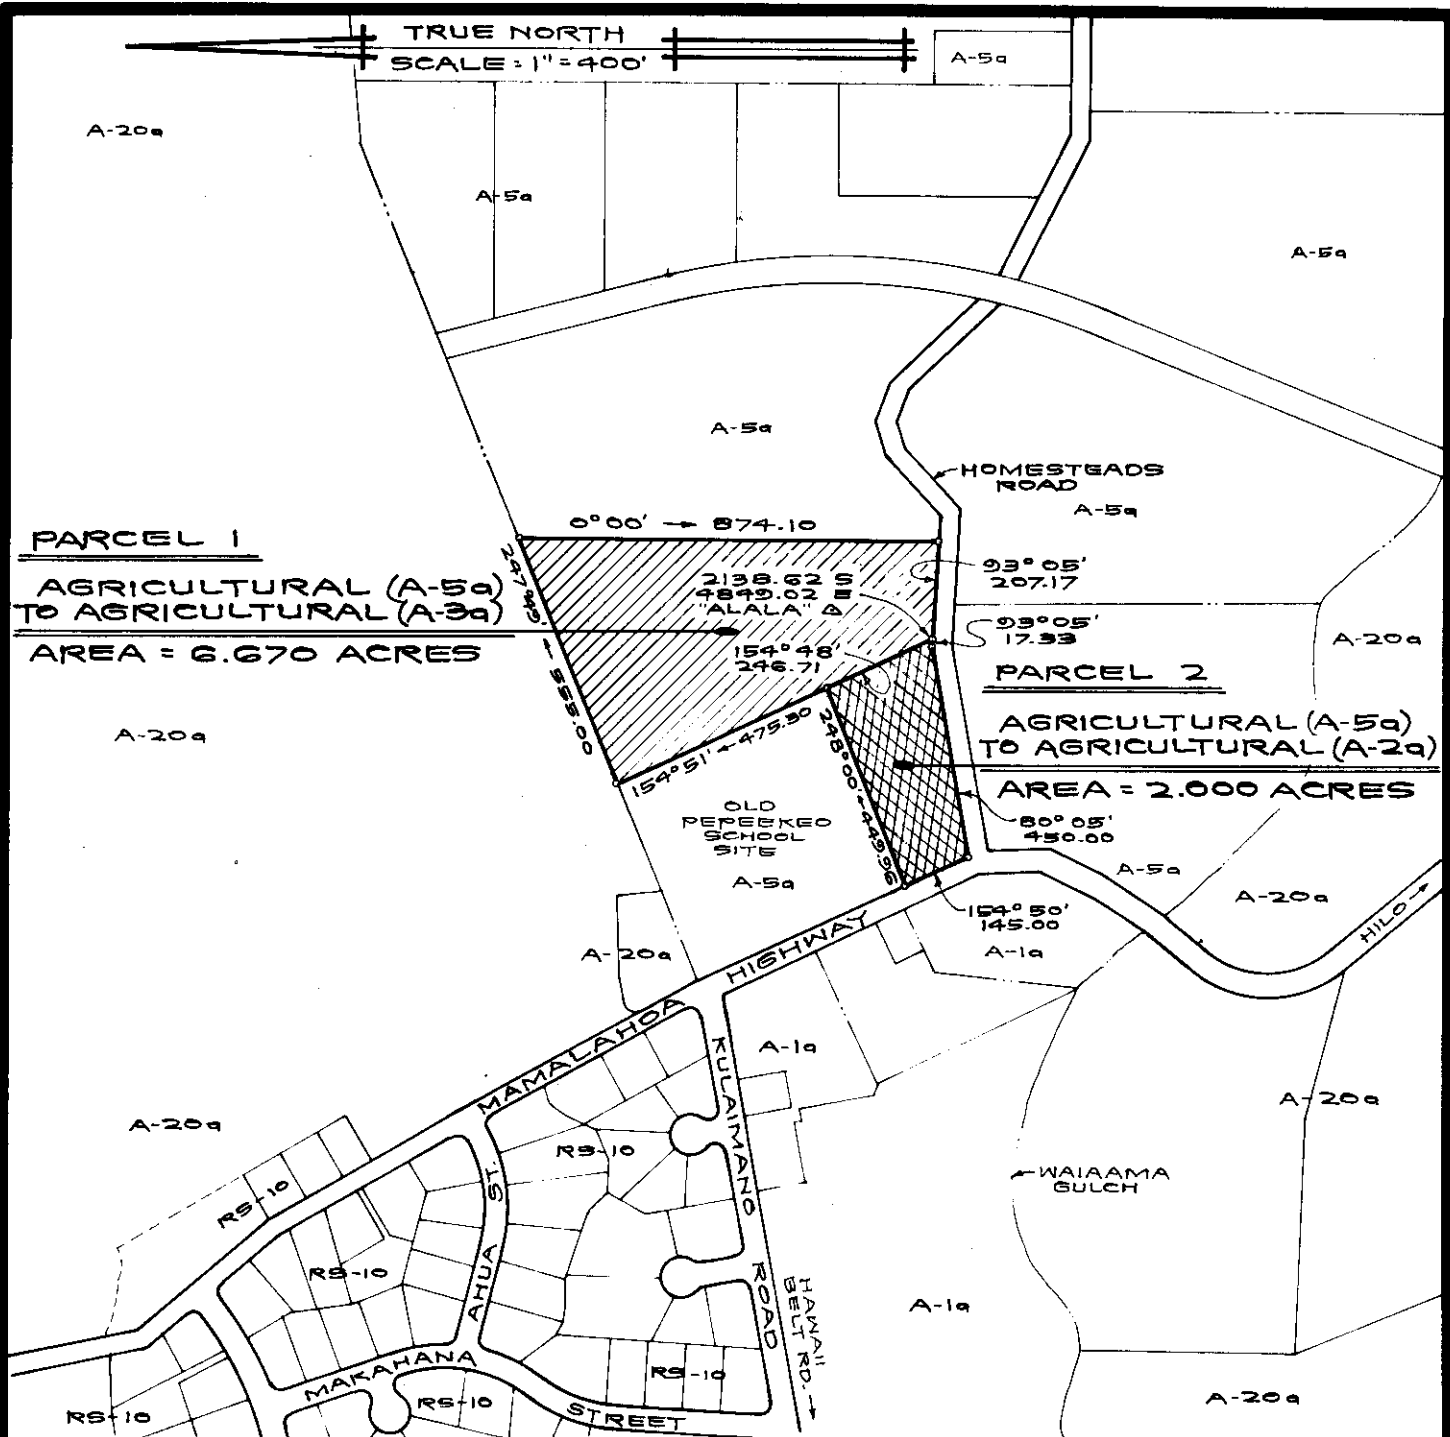 TRUE NORTH
SCALE : 1" = 400'
A-5a
A-20a
A-5a
A-5a
A-5a
HOMESTEADS
ROAD
A-5a
PARCEL 1
AGRICULTURAL (A-5a)
TO AGRICULTURAL (A-3a)
AREA = 6.670 ACRES
0°00' → 874.10
247°49' ← 555.00
2138.62 S
4849.02 E
"ALALA" △
93°05'
207.17
93°05'
17.33
154°48'
246.71
154°51' ← 475.30
248°00' ← 449.96
PARCEL 2
AGRICULTURAL (A-5a)
TO AGRICULTURAL (A-2a)
AREA = 2.000 ACRES
A-20a
A-20a
80°05'
450.00
OLD
PEPEEKEO
SCHOOL
SITE
A-5a
A-5a
A-20a
154°50'
145.00
A-1a
HILO →
A-20a
MAMALAHOA HIGHWAY
A-1a
KULAIMANO ROAD
A-20a
A-20a
RS-10
RS-10
RS-10
AHUA ST.
WAIAAMA
GULCH
HAWAII
BELT RD. →
A-1a
MAKAHANA STREET
RS-10
RS-10
RS-10
A-20a